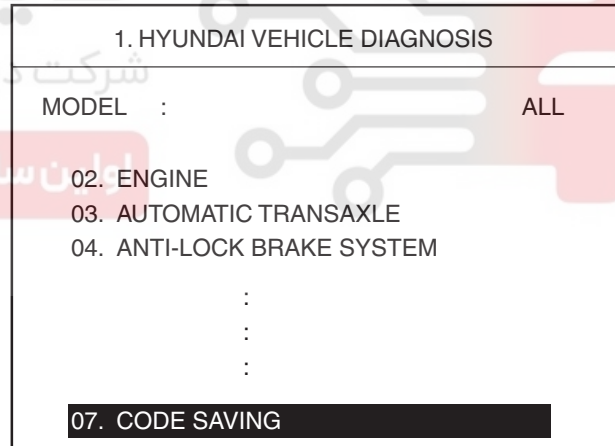 1. HYUNDAI VEHICLE DIAGNOSIS
شرکت د
MODEL : ALL
اولین س
02. ENGINE
03. AUTOMATIC TRANSAXLE
04. ANTI-LOCK BRAKE SYSTEM
:
:
:
07. CODE SAVING